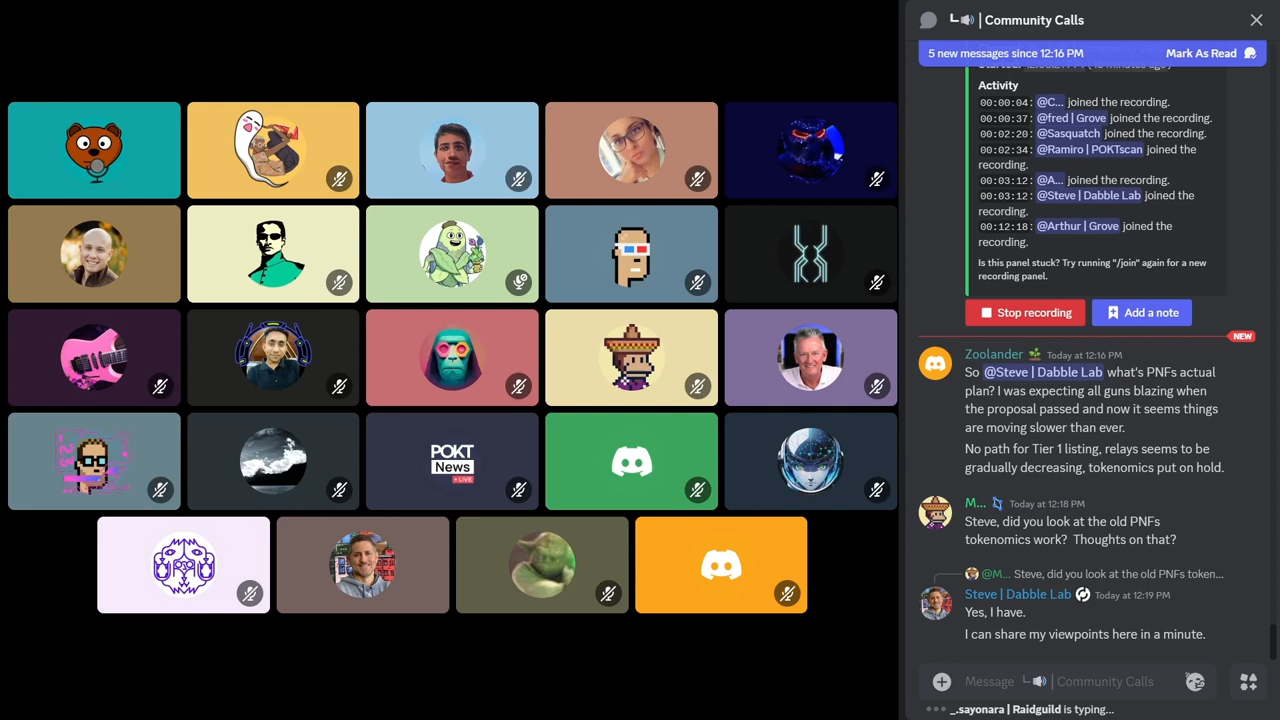 └🔊 | Community Calls
5 new messages since 12:16 PM Mark As Read
Activity
00:00:04: @C... joined the recording.
00:00:37: @fred | Grove joined the recording.
00:02:20: @Sasquatch joined the recording.
00:02:34: @Ramiro | POKTscan joined the
recording.
00:03:12: @A... joined the recording.
00:03:12: @Steve | Dabble Lab joined the
recording.
00:12:18: @Arthur | Grove joined the
recording.
Is this panel stuck? Try running "/join" again for a new
recording panel.
Stop recording Add a note
NEW
Zoolander Today at 12:16 PM
So @Steve | Dabble Lab what's PNFs actual
plan? I was expecting all guns blazing when
the proposal passed and now it seems things
are moving slower than ever.
No path for Tier 1 listing, relays seems to be
gradually decreasing, tokenomics put on hold.
M... Today at 12:18 PM
Steve, did you look at the old PNFs
tokenomics work? Thoughts on that?
@M... Steve, did you look at the old PNFs token...
Steve | Dabble Lab Today at 12:19 PM
Yes, I have.
I can share my viewpoints here in a minute.
Message └🔊 | Community Calls
_.sayonara | Raidguild is typing...
POKT
News
LIVE